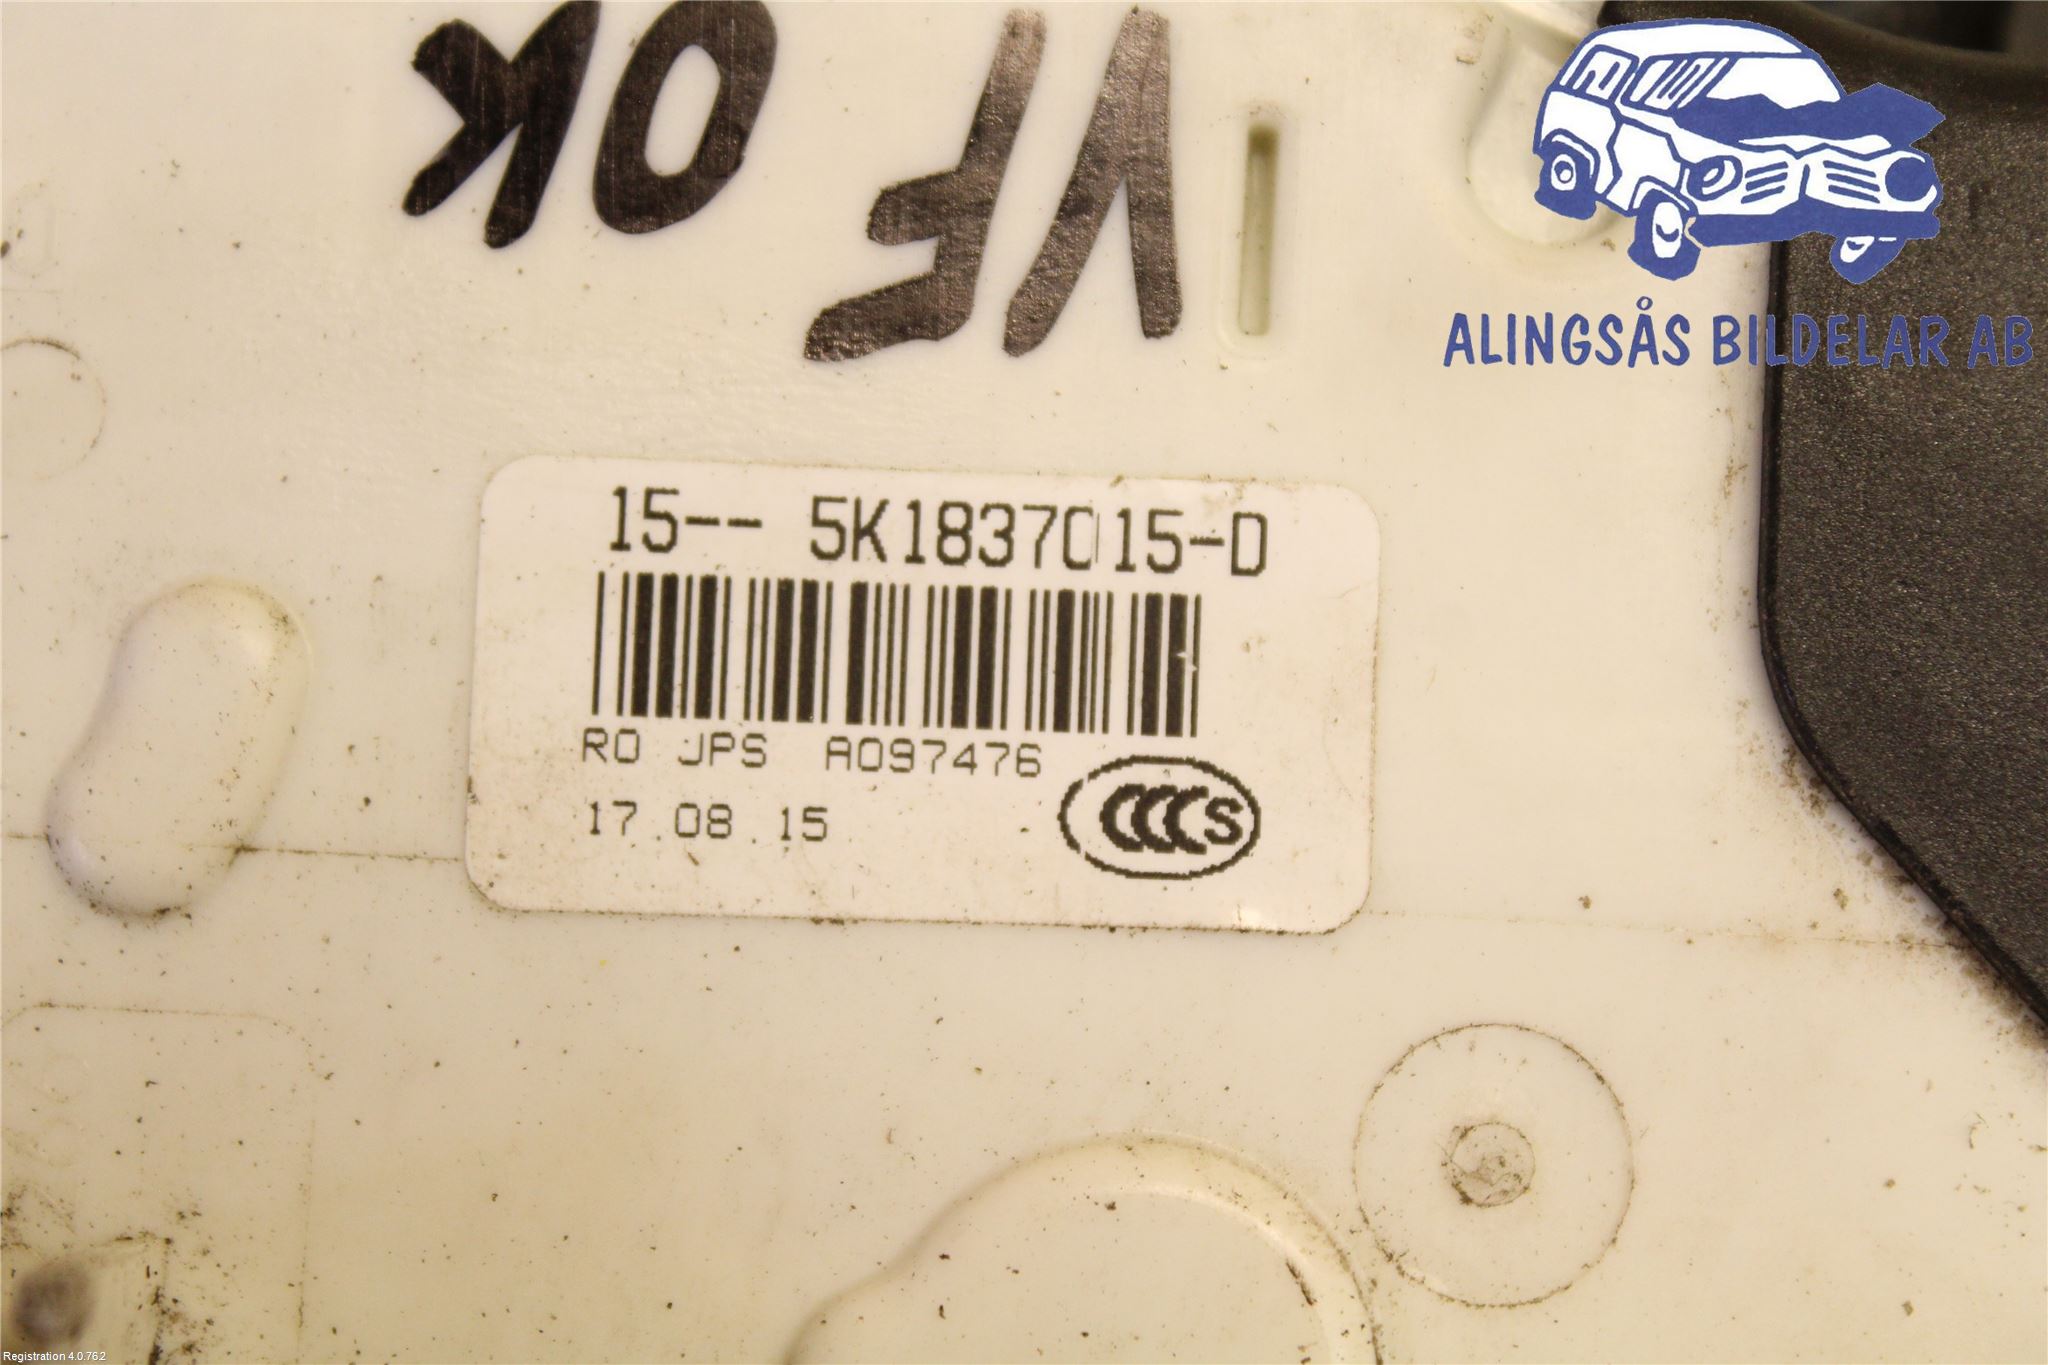 VF
OK
ALINGSÅS BILDELAR AB
15-- 5K1837015-D
RO JPS A097476
17.08.15
CCCS
Registration 4.0.762